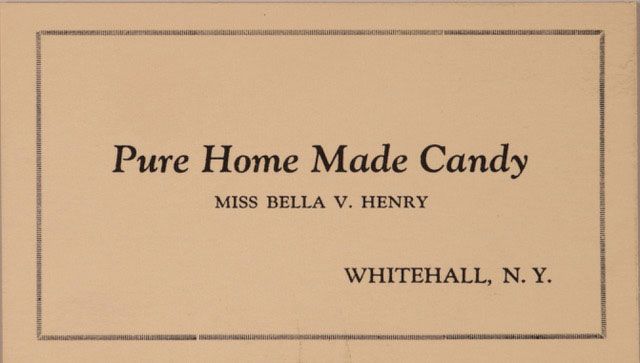 Pure Home Made Candy
MISS BELLA V. HENRY
WHITEHALL, N. Y.